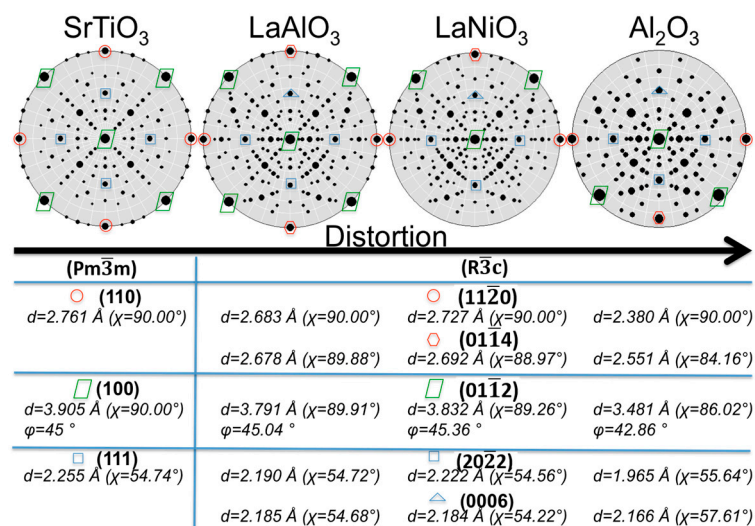 SrTiO₃ LaAlO₃ LaNiO₃ Al₂O₃
Distortion
(Pm3̅m) (R3̅c)
(110) (112̅0)
d=2.761 Å (χ=90.00°) d=2.683 Å (χ=90.00°) d=2.727 Å (χ=90.00°) d=2.380 Å (χ=90.00°)
(011̅4)
d=2.678 Å (χ=89.88°) d=2.692 Å (χ=88.97°) d=2.551 Å (χ=84.16°)
(100) (011̅2)
d=3.905 Å (χ=90.00°) d=3.791 Å (χ=89.91°) d=3.832 Å (χ=89.26°) d=3.481 Å (χ=86.02°)
φ=45 ° φ=45.04 ° φ=45.36 ° φ=42.86 °
(111) (202̅2)
d=2.255 Å (χ=54.74°) d=2.190 Å (χ=54.72°) d=2.222 Å (χ=54.56°) d=1.965 Å (χ=55.64°)
(0006)
d=2.185 Å (χ=54.68°) d=2.184 Å (χ=54.22°) d=2.166 Å (χ=57.61°)